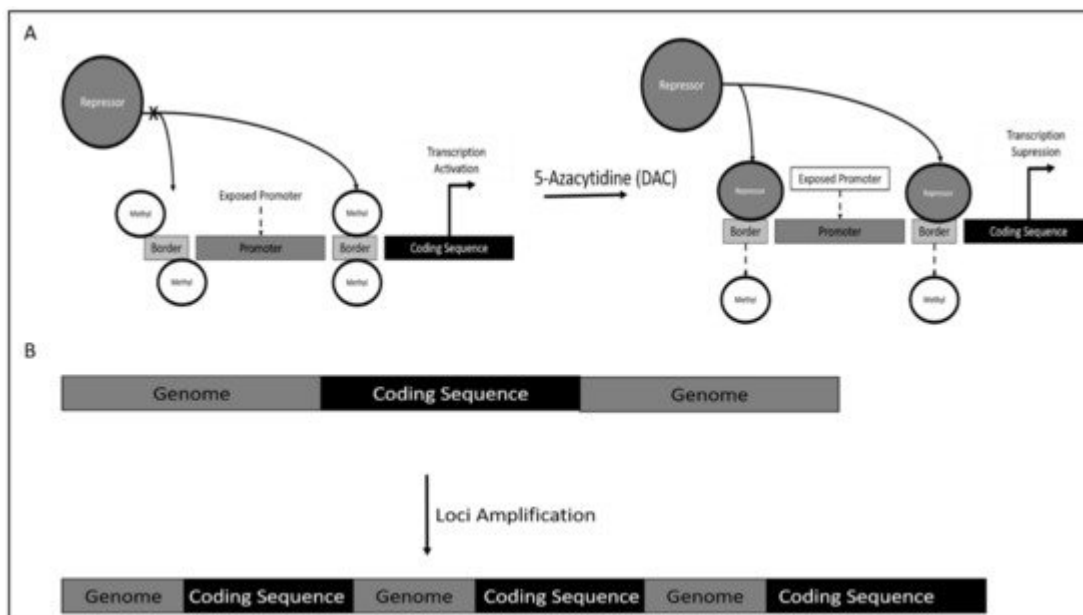 A
Repressor
X
Transcription
Activation
Methyl
Exposed Promoter
Methyl
Border
Promoter
Border
Coding Sequence
Methyl
Methyl
5-Azacytidine (DAC)
Repressor
Transcription
Supression
Repressor
Exposed Promoter
Repressor
Border
Promoter
Border
Coding Sequence
Methyl
Methyl
B
Genome
Coding Sequence
Genome
Loci Amplification
Genome
Coding Sequence
Genome
Coding Sequence
Genome
Coding Sequence